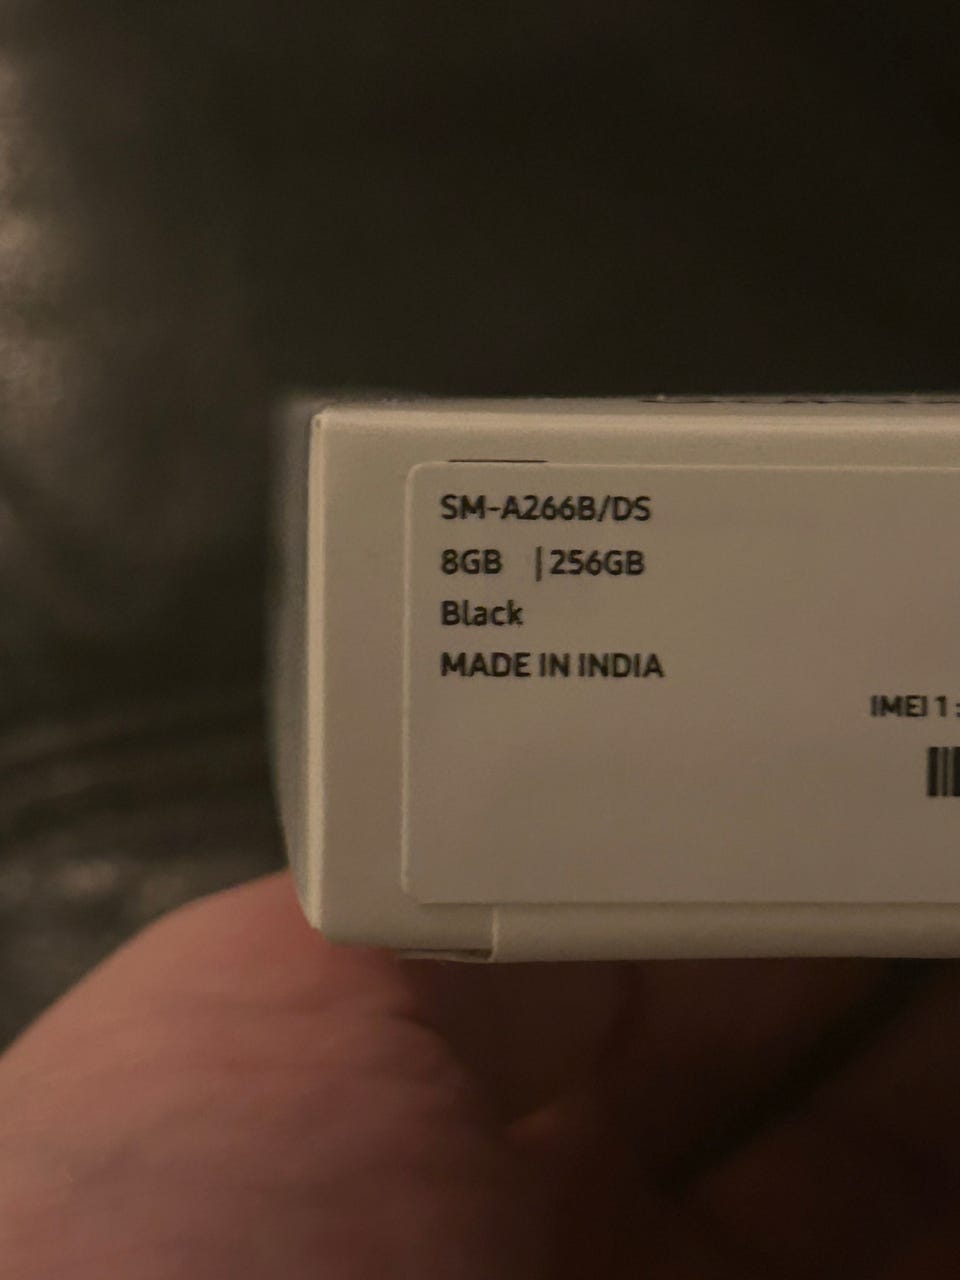 SM-A266B/DS
8GB | 256GB
Black
MADE IN INDIA
IMEI 1 :